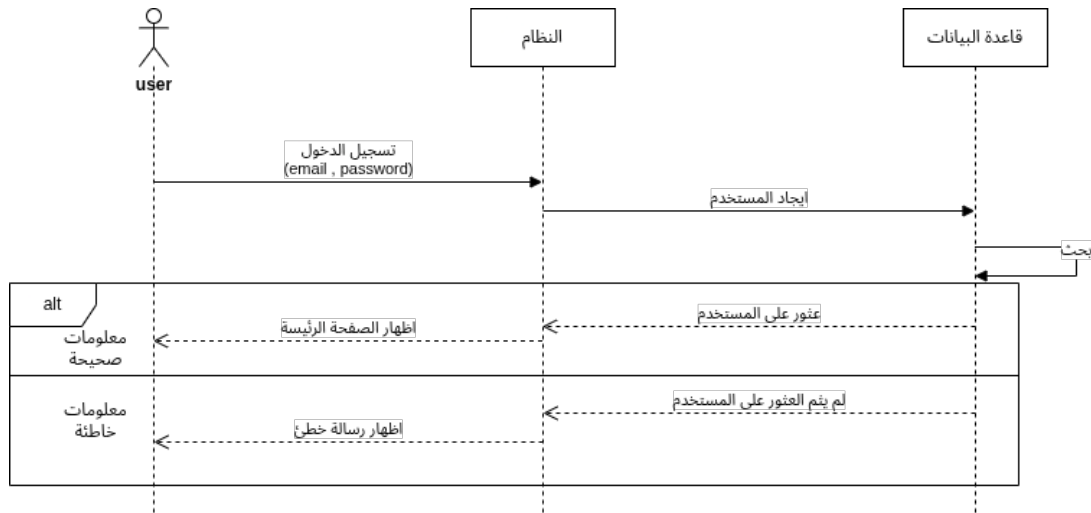 النظام
قاعدة البيانات
user
تسجيل الدخول
(email , password)
ايجاد المستخدم
بحث
alt
معلومات
صحيحة
عثور على المستخدم
اظهار الصفحة الرئيسة
معلومات
خاطئة
لم يثم العثور على المستخدم
اظهار رسالة خطئ